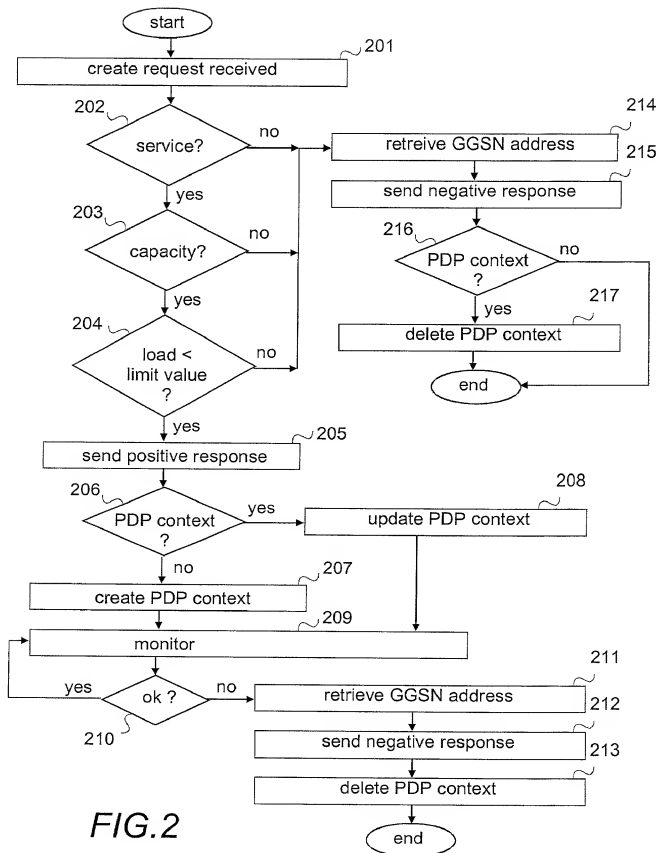 start
201
create request received
202
service?
no
yes
214
retreive GGSN address
215
send negative response
203
capacity?
no
yes
216
PDP context
?
no
yes
217
delete PDP context
end
204
load <
limit value
?
no
yes
205
send positive response
206
PDP context
?
yes
no
208
update PDP context
207
create PDP context
209
monitor
yes
ok ?
no
210
211
retrieve GGSN address
212
send negative response
213
delete PDP context
end
FIG.2